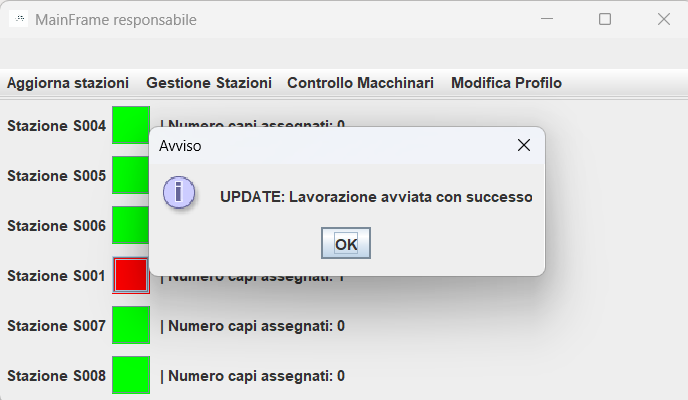 MainFrame responsabile
Aggiorna stazioni Gestione Stazioni Controllo Macchinari Modifica Profilo
Stazione S004 | Numero capi assegnati: 0
Avviso
Stazione S005
UPDATE: Lavorazione avviata con successo
Stazione S006
OK
Stazione S001 | Numero capi assegnati: 1
Stazione S007 | Numero capi assegnati: 0
Stazione S008 | Numero capi assegnati: 0